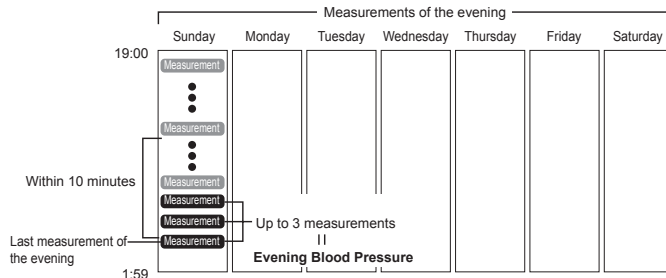 Measurements of the evening
Sunday Monday Tuesday Wednesday Thursday Friday Saturday
19:00
Measurement
Measurement
Within 10 minutes
Measurement
Measurement
Measurement
Up to 3 measurements
Last measurement of
the evening
Measurement
=
Evening Blood Pressure
1:59